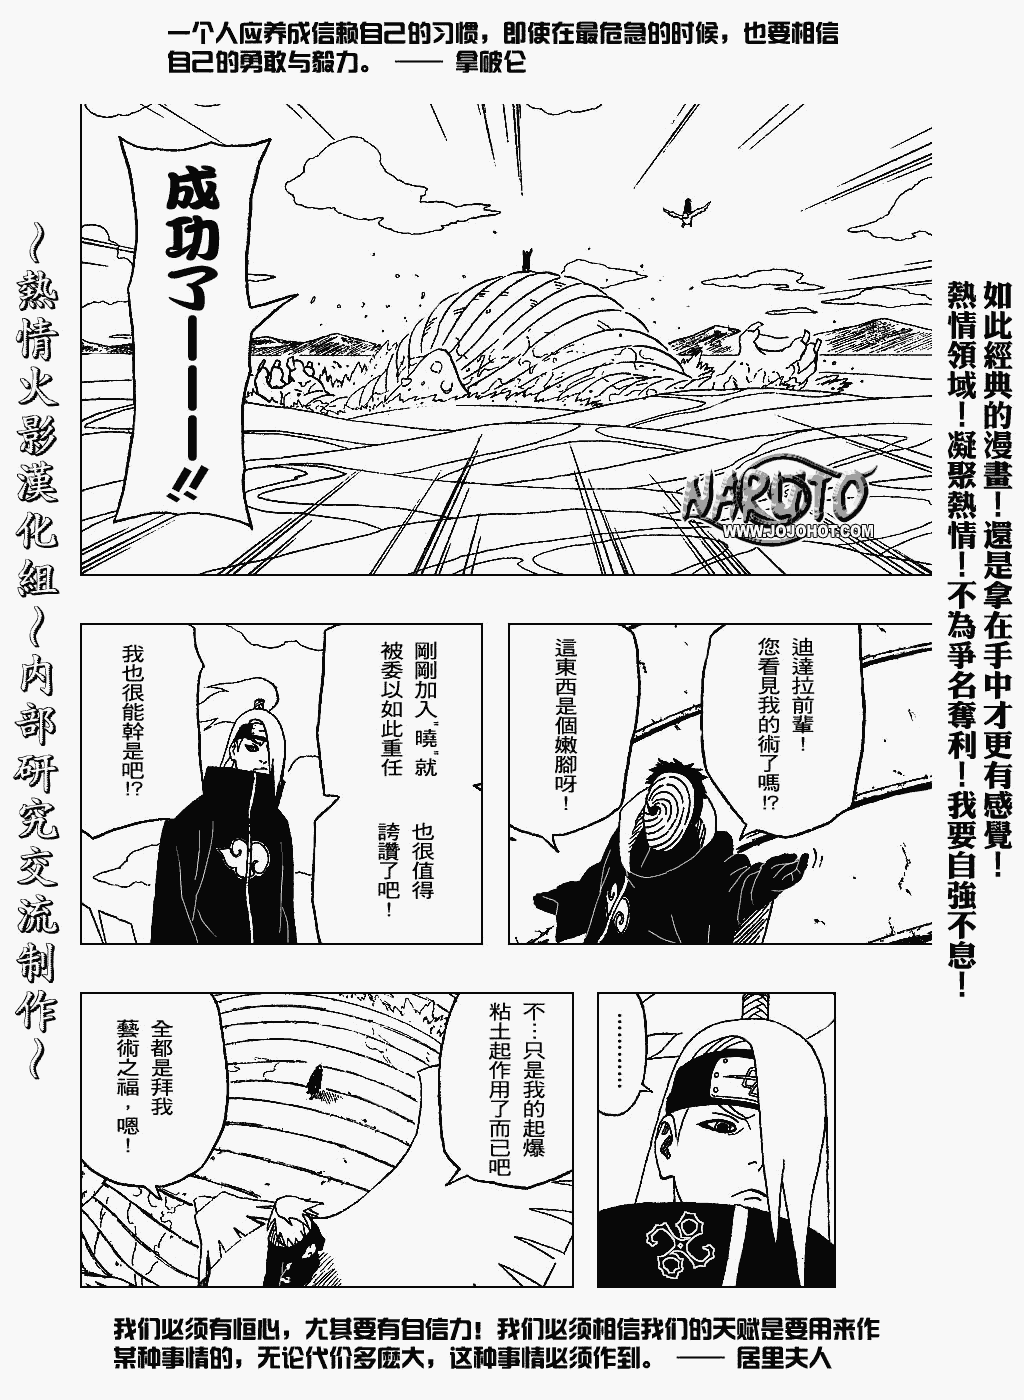 一个人应养成信赖自己的习惯，即使在最危急的时候，也要相信
自己的勇敢与毅力。 —— 拿破仑
成功了———!!
NARUTO
WWW.JOJOHOT.COM
如此經典的漫畫！還是拿在手中才更有感覺！
熱情領域！凝聚熱情！不為爭名奪利！我要自強不息！
～熱情火影漢化組～内部研究交流制作～
迪達拉前輩！
您看見我的術了嗎!?
這東西是個嫩腳呀！
剛剛加入"曉"就
被委以如此重任
也很值得
誇讚了吧！
我也很能幹是吧!?
…………
不…只是我的起爆
粘土起作用了而已吧
全都是拜我
藝術之福，嗯！
我们必须有恒心，尤其要有自信力！我们必须相信我们的天赋是要用来作
某种事情的，无论代价多麼大，这种事情必须作到。 —— 居里夫人